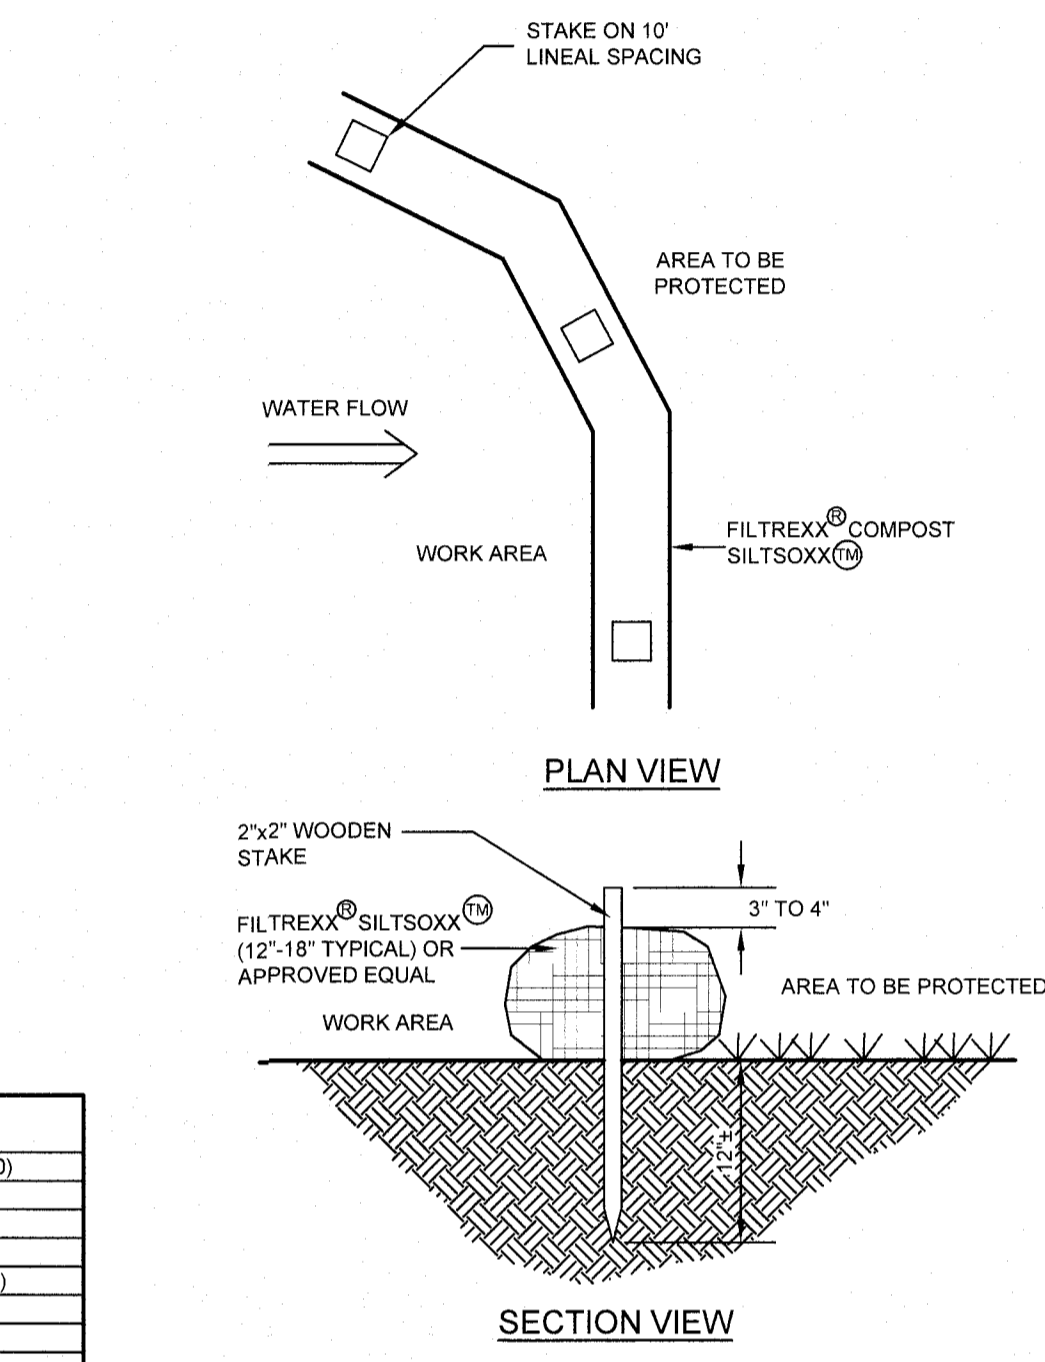 STAKE ON 10'
LINEAL SPACING
AREA TO BE
PROTECTED
WATER FLOW
WORK AREA
FILTREXX® COMPOST
SILTSOXX™
PLAN VIEW
2"x2" WOODEN
STAKE
3" TO 4"
FILTREXX® SILTSOXX™
(12"-18" TYPICAL) OR
APPROVED EQUAL
AREA TO BE PROTECTED
WORK AREA
12"±
SECTION VIEW